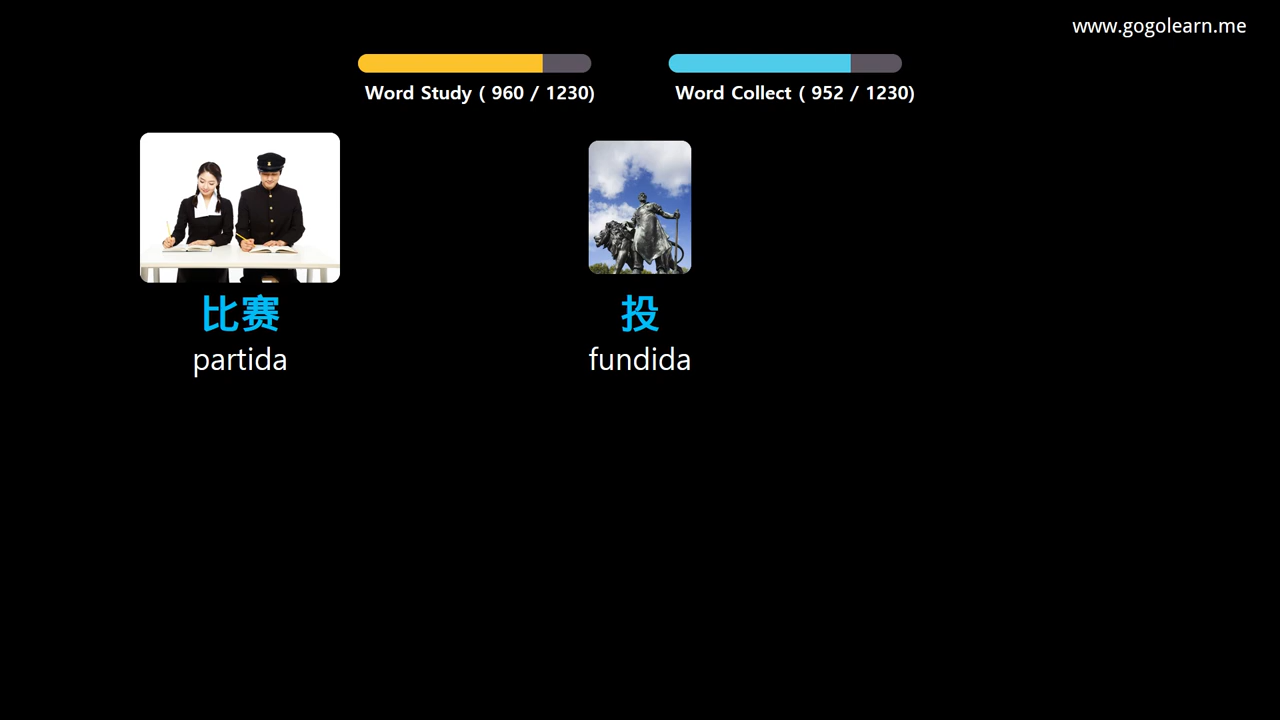 www.gogolearn.me
Word Study ( 960 / 1230)
Word Collect ( 952 / 1230)
比赛
partida
投
fundida